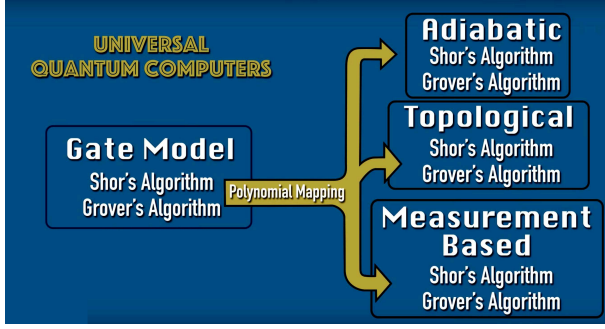 UNIVERSAL
QUANTUM COMPUTERS
Gate Model
Shor's Algorithm
Grover's Algorithm
Polynomial Mapping
Adiabatic
Shor's Algorithm
Grover's Algorithm
Topological
Shor's Algorithm
Grover's Algorithm
Measurement
Based
Shor's Algorithm
Grover's Algorithm